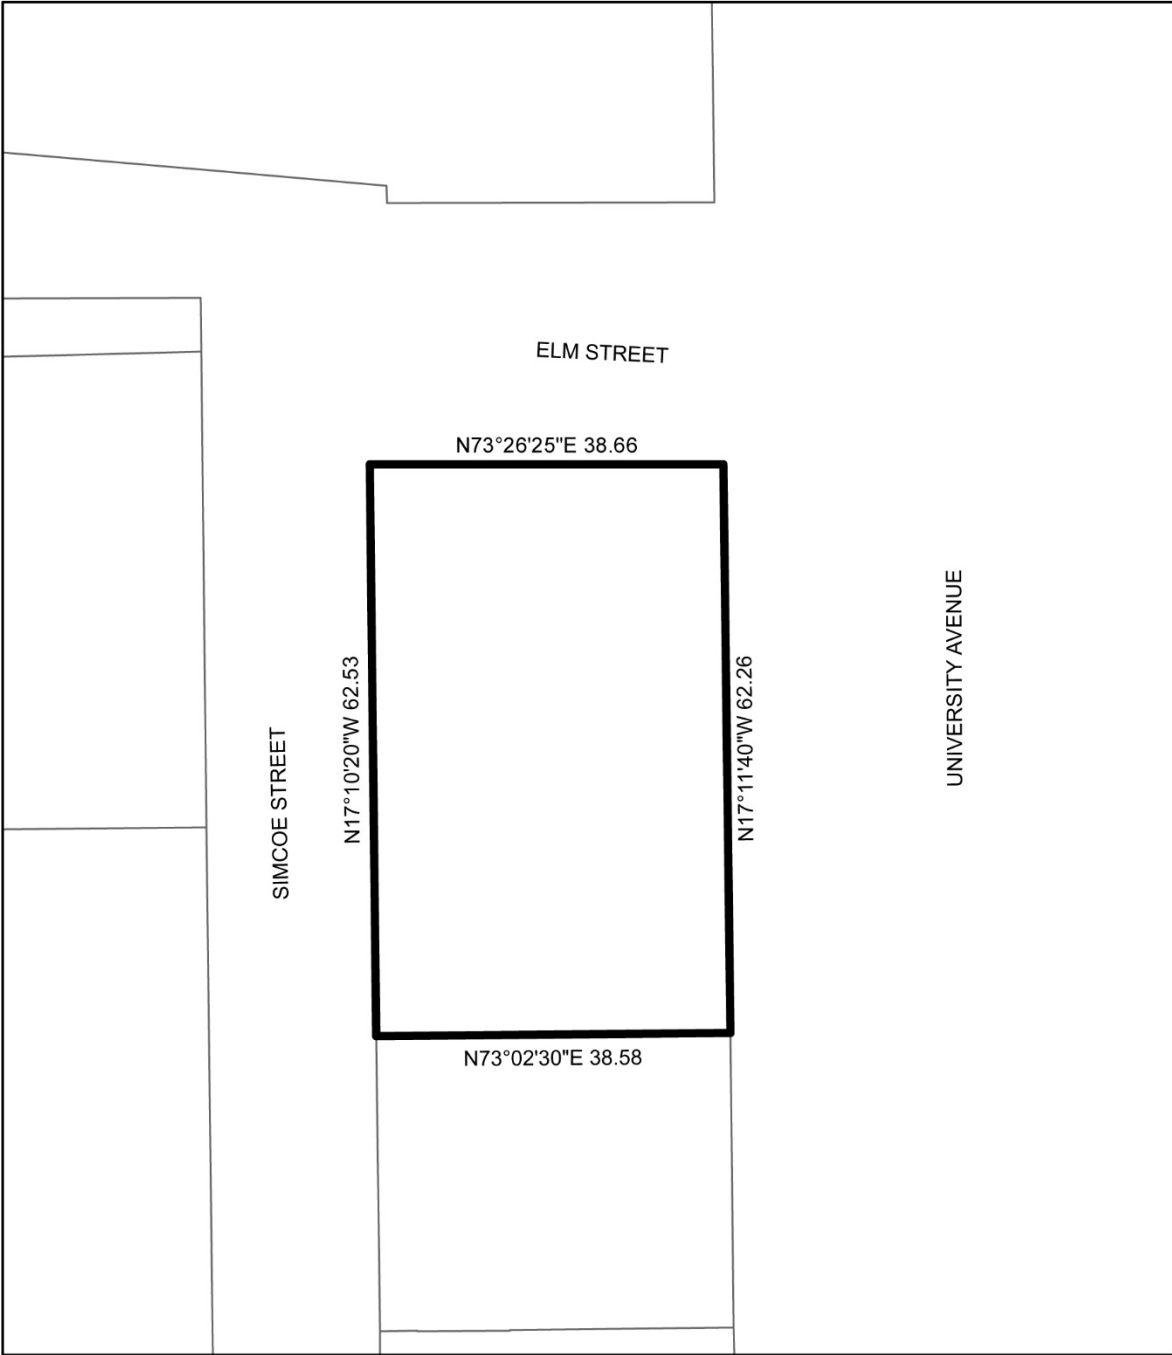 ELM STREET
N73°26'25"E 38.66
N17°10'20"W 62.53
N17°11'40"W 62.26
SIMCOE STREET
UNIVERSITY AVENUE
N73°02'30"E 38.58